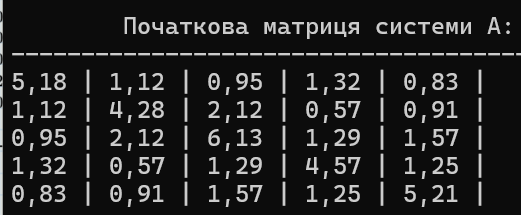 Початкова матриця системи A:
-------------------------------------
5,18 | 1,12 | 0,95 | 1,32 | 0,83 |
1,12 | 4,28 | 2,12 | 0,57 | 0,91 |
0,95 | 2,12 | 6,13 | 1,29 | 1,57 |
1,32 | 0,57 | 1,29 | 4,57 | 1,25 |
0,83 | 0,91 | 1,57 | 1,25 | 5,21 |